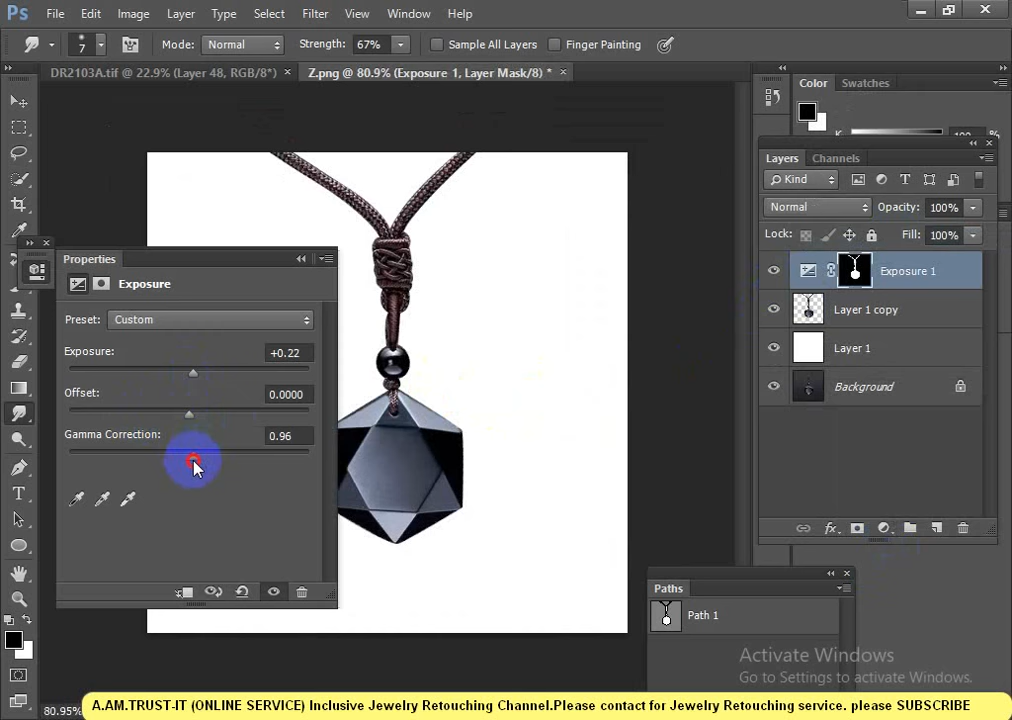 Ps File Edit Image Layer Type Select Filter View Window Help
7 Mode: Normal Strength: 67% Sample All Layers Finger Painting
DR2103A.tif @ 22.9% (Layer 48, RGB/8*) × Z.png @ 80.9% (Exposure 1, Layer Mask/8) * ×
Color Swatches
%
Layers Channels
Kind T
Normal Opacity: 100%
Lock: Fill: 100%
Exposure 1
Layer 1 copy
Layer 1
Background
fx
Properties
Exposure
Preset: Custom
Exposure: +0.22
Offset: 0.0000
Gamma Correction: 0.96
Paths
Path 1
Activate Windows
Go to Settings to activate Windows.
80.95%
A.AM.TRUST-IT (ONLINE SERVICE) Inclusive Jewelry Retouching Channel.Please contact for Jewelry Retouching service. please SUBSCRIBE